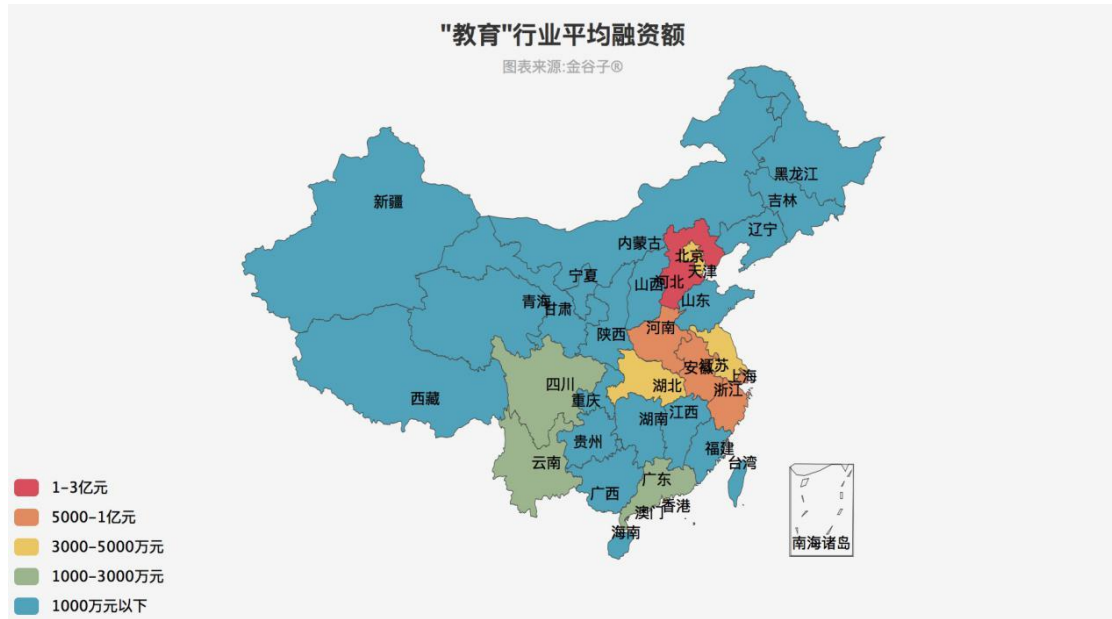 "教育"行业平均融资额
图表来源:金谷子®
黑龙江
吉林
新疆
辽宁
内蒙古
北京
天津
宁夏
山西
河北
山东
青海
甘肃
河南
陕西
安徽
江苏
上海
四川
湖北
浙江
西藏
重庆
湖南
江西
贵州
福建
云南
台湾
广东
广西
香港
澳门
海南
南海诸岛
1-3亿元
5000-1亿元
3000-5000万元
1000-3000万元
1000万元以下